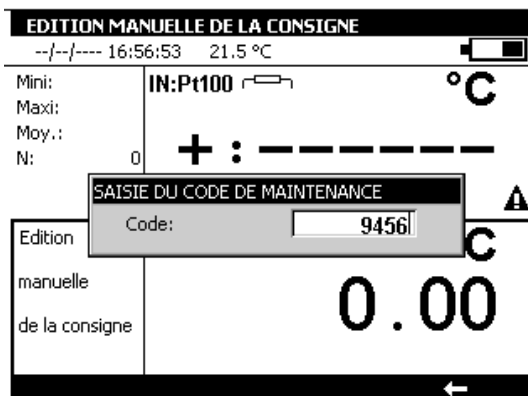 EDITION MANUELLE DE LA CONSIGNE
--/--/---- 16:56:53 21.5 °C
Mini:
Maxi:
Moy.:
N: 0
IN:Pt100
°C
+:------
SAISIE DU CODE DE MAINTENANCE
Code: 9456
Edition
manuelle
de la consigne
C
0.00